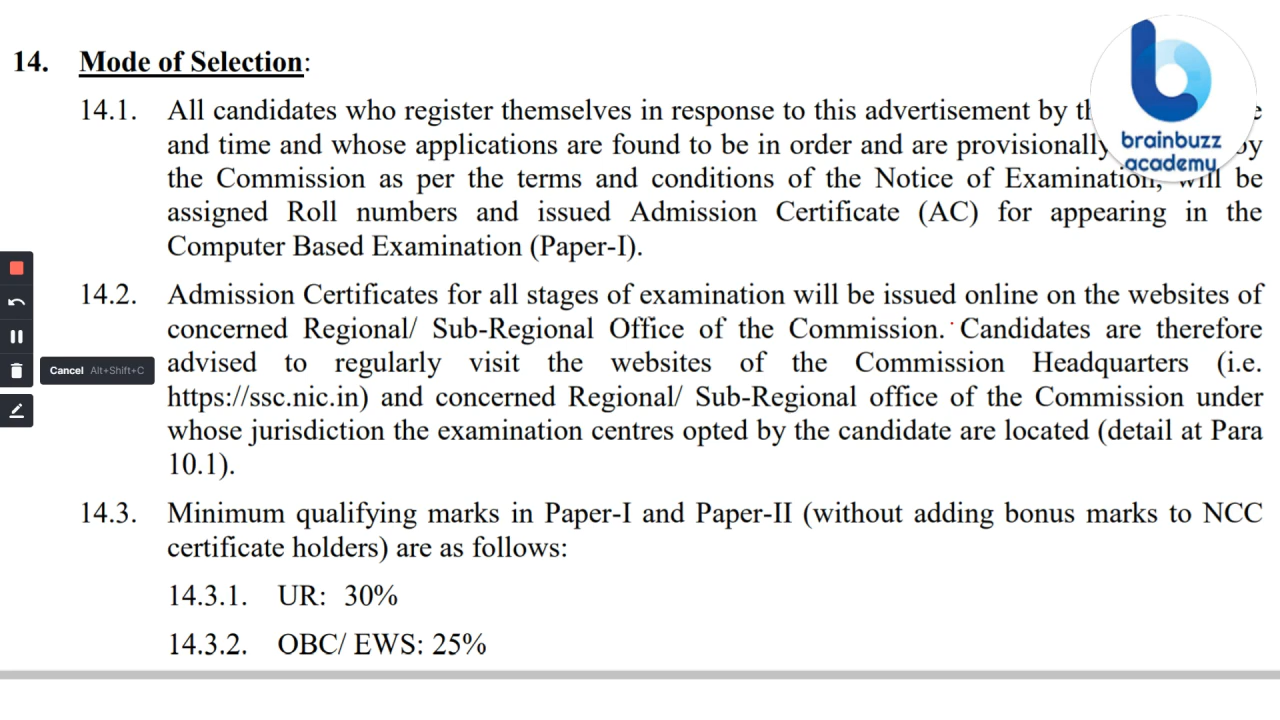 14. Mode of Selection:
14.1. All candidates who register themselves in response to this advertisement by
and time and whose applications are found to be in order and are provisionally by
the Commission as per the terms and conditions of the Notice of Examination, will be
assigned Roll numbers and issued Admission Certificate (AC) for appearing in the
Computer Based Examination (Paper-I).
14.2. Admission Certificates for all stages of examination will be issued online on the websites of
concerned Regional/ Sub-Regional Office of the Commission. Candidates are therefore
advised to regularly visit the websites of the Commission Headquarters (i.e.
https://ssc.nic.in) and concerned Regional/ Sub-Regional office of the Commission under
whose jurisdiction the examination centres opted by the candidate are located (detail at Para
10.1).
14.3. Minimum qualifying marks in Paper-I and Paper-II (without adding bonus marks to NCC
certificate holders) are as follows:
14.3.1. UR: 30%
14.3.2. OBC/ EWS: 25%
brainbuzz
academy
Cancel Alt+Shift+C